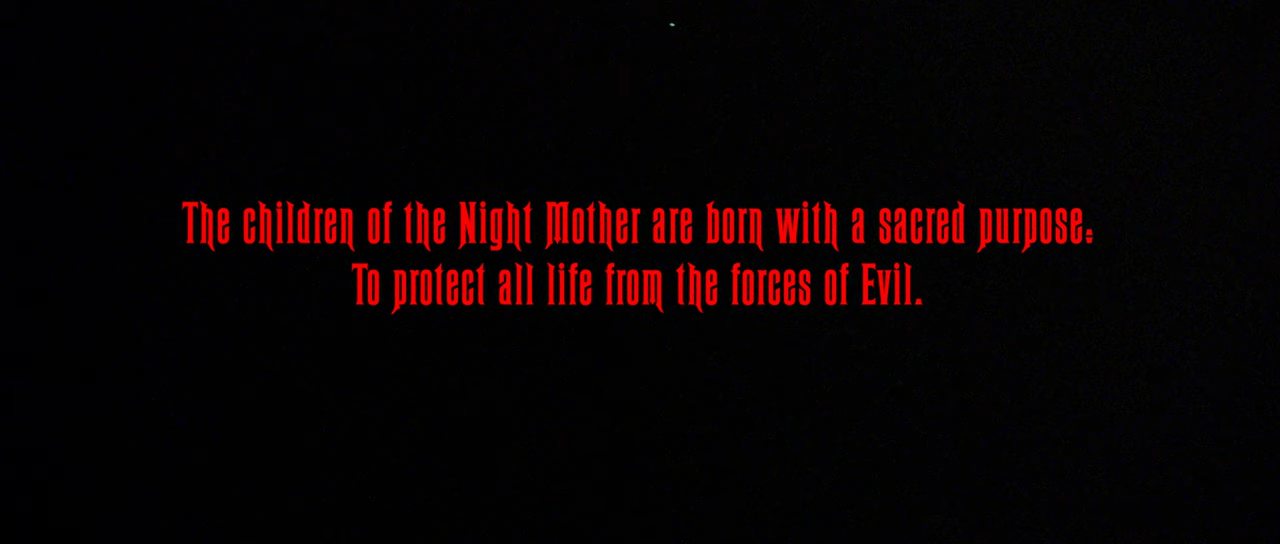 The children of the Night Mother are born with a sacred purpose:
To protect all life from the forces of Evil.